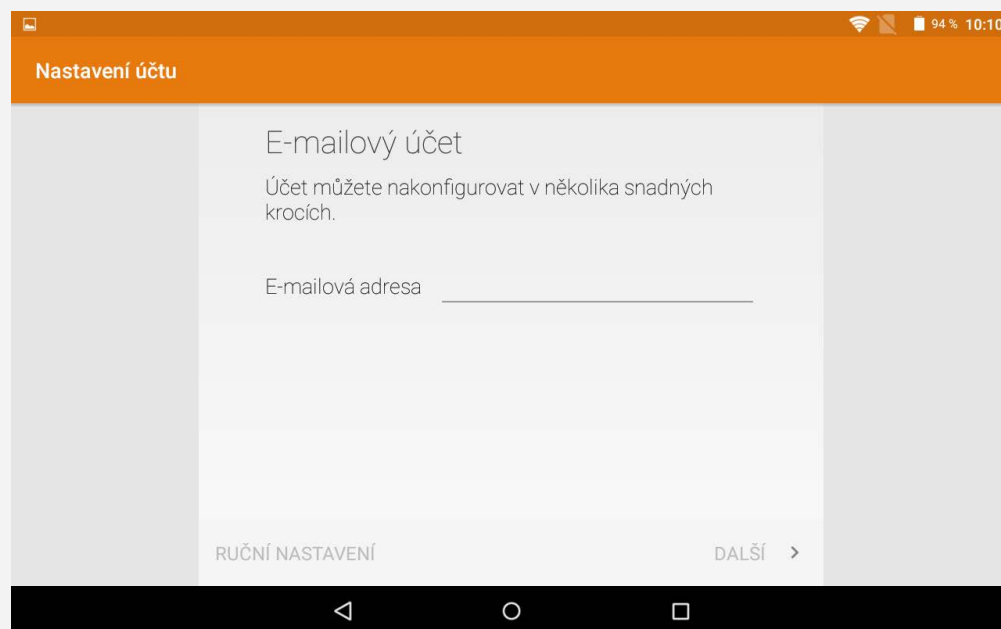 94 % 10:10
Nastavení účtu
E-mailový účet
Účet můžete nakonfigurovat v několika snadných
krocích.
E-mailová adresa
RUČNÍ NASTAVENÍ
DALŠÍ